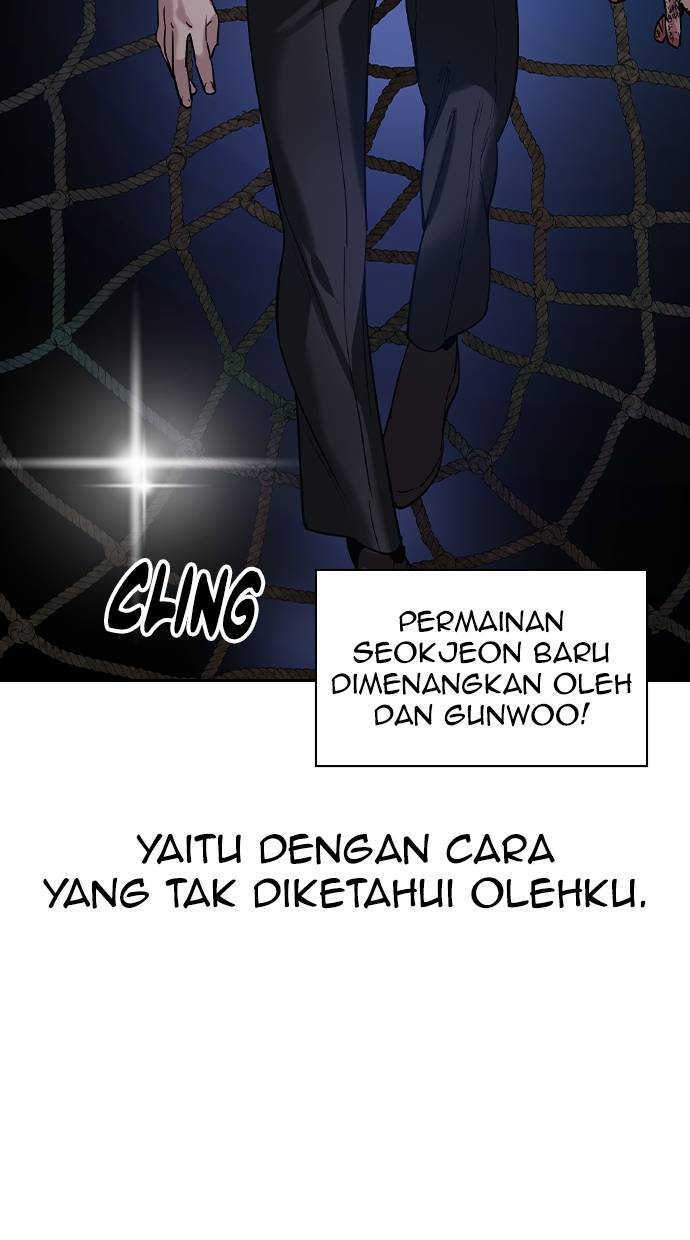 CLING
PERMAINAN
SEOKJEON BARU
DIMENANGKAN OLEH
DAN GUNWOO!
YAITU DENGAN CARA
YANG TAK DIKETAHUI OLEHKU.